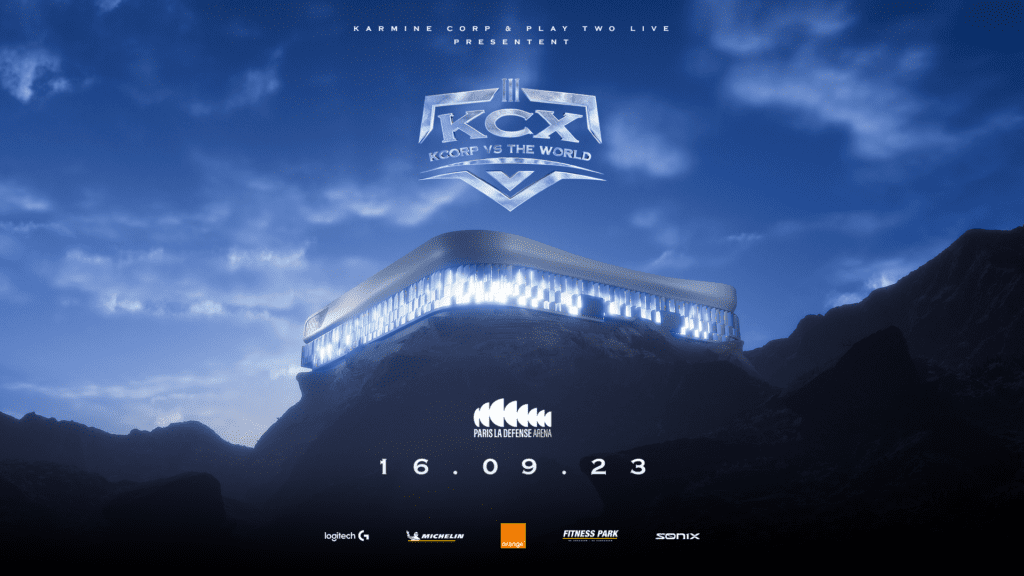 KARMINE CORP & PLAY TWO LIVE
PRESENTENT
III
KCX
KCORP VS THE WORLD
PARIS LA DEFENSE ARENA
16.09.23
logitech G
MICHELIN
orange
FITNESS PARK
SONIX